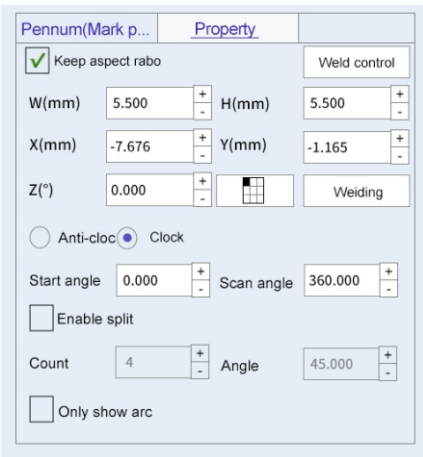 Pennum(Mark p... Property
Keep aspect rabo Weld control
W(mm) 5.500 + - H(mm) 5.500 + -
X(mm) -7.676 + - Y(mm) -1.165 + -
Z(°) 0.000 + - Weiding
Anti-cloc Clock
Start angle 0.000 + - Scan angle 360.000 + -
Enable split
Count 4 + - Angle 45.000 + -
Only show arc